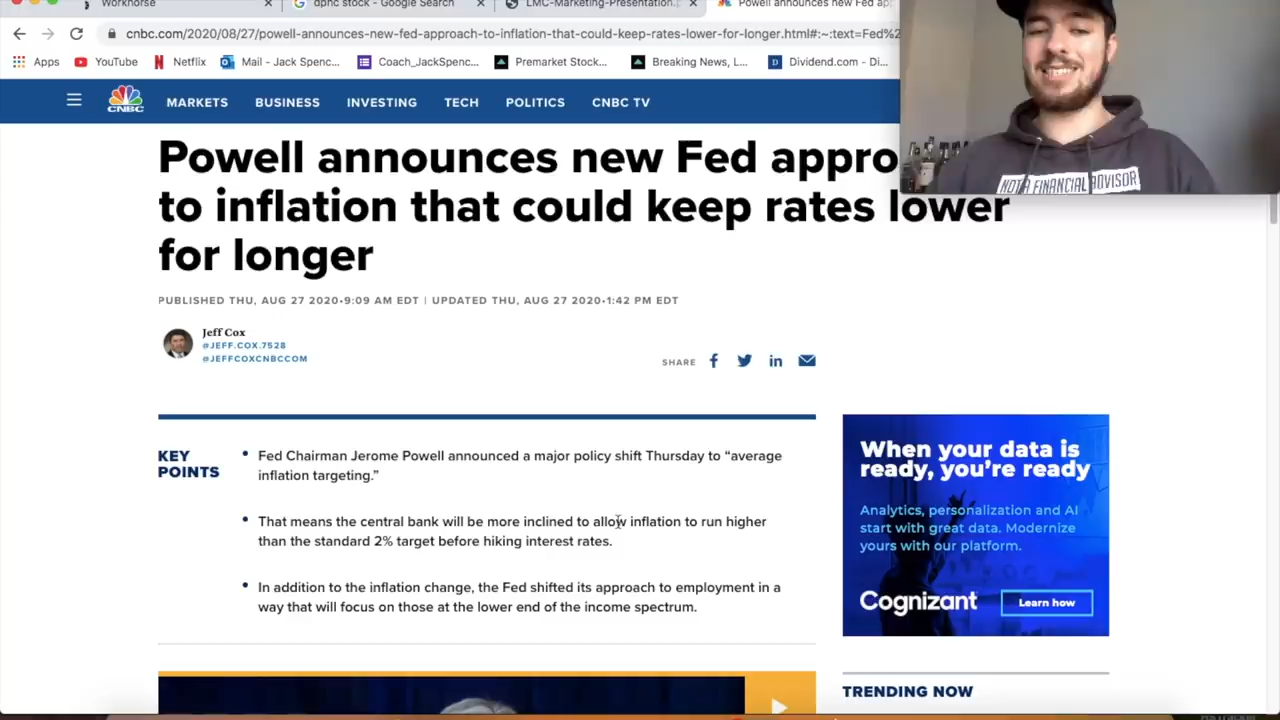 Workhorse
dphc stock - Google Search
LMC-Marketing-Presentation.p
Powell announces new Fed ap
cnbc.com/2020/08/27/powell-announces-new-fed-approach-to-inflation-that-could-keep-rates-lower-for-longer.html#:~:text=Fed%2
Apps
YouTube
Netflix
Mail - Jack Spenc...
Coach_JackSpenc...
Premarket Stock...
Breaking News, L...
Dividend.com - Di...
CNBC
MARKETS
BUSINESS
INVESTING
TECH
POLITICS
CNBC TV
NOT A FINANCIAL ADVISOR
Powell announces new Fed appro
to inflation that could keep rates lower
for longer
PUBLISHED THU, AUG 27 2020•9:09 AM EDT | UPDATED THU, AUG 27 2020•1:42 PM EDT
Jeff Cox
@JEFF.COX.7528
@JEFFCOXCNBCCOM
SHARE
KEY
POINTS
Fed Chairman Jerome Powell announced a major policy shift Thursday to “average
inflation targeting.”
That means the central bank will be more inclined to allow inflation to run higher
than the standard 2% target before hiking interest rates.
In addition to the inflation change, the Fed shifted its approach to employment in a
way that will focus on those at the lower end of the income spectrum.
When your data is
ready, you’re ready
Analytics, personalization and AI
start with great data. Modernize
yours with our platform.
Cognizant
Learn how
TRENDING NOW